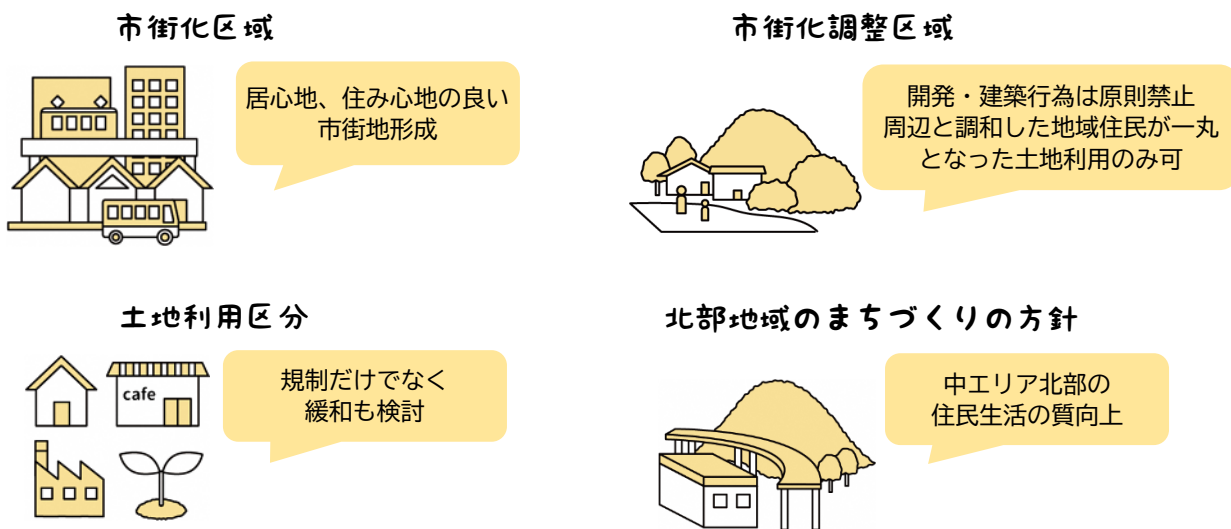 市街化区域
居心地、住み心地の良い
市街地形成
市街化調整区域
開発・建築行為は原則禁止
周辺と調和した地域住民が一丸
となった土地利用のみ可
土地利用区分
cafe
規制だけでなく
緩和も検討
北部地域のまちづくりの方針
中エリア北部の
住民生活の質向上